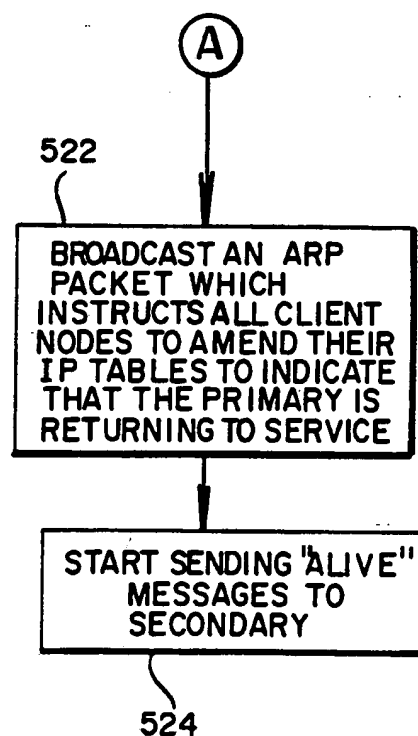 A
522
BROADCAST AN ARP
PACKET WHICH
INSTRUCTS ALL CLIENT
NODES TO AMEND THEIR
IP TABLES TO INDICATE
THAT THE PRIMARY IS
RETURNING TO SERVICE
START SENDING "ALIVE"
MESSAGES TO
SECONDARY
524